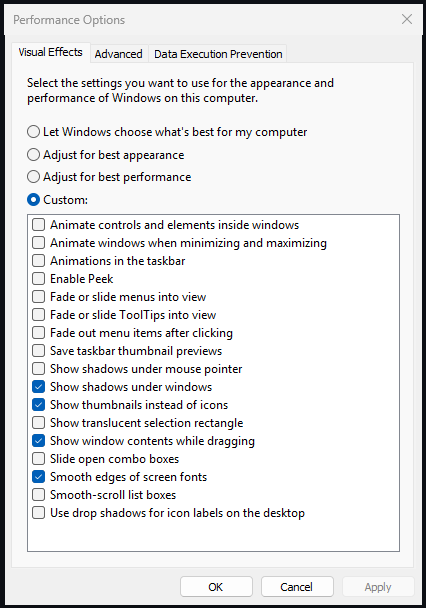 Performance Options
Visual Effects
Advanced
Data Execution Prevention
Select the settings you want to use for the appearance and
performance of Windows on this computer.
Let Windows choose what's best for my computer
Adjust for best appearance
Adjust for best performance
Custom:
Animate controls and elements inside windows
Animate windows when minimizing and maximizing
Animations in the taskbar
Enable Peek
Fade or slide menus into view
Fade or slide ToolTips into view
Fade out menu items after clicking
Save taskbar thumbnail previews
Show shadows under mouse pointer
Show shadows under windows
Show thumbnails instead of icons
Show translucent selection rectangle
Show window contents while dragging
Slide open combo boxes
Smooth edges of screen fonts
Smooth-scroll list boxes
Use drop shadows for icon labels on the desktop
OK
Cancel
Apply